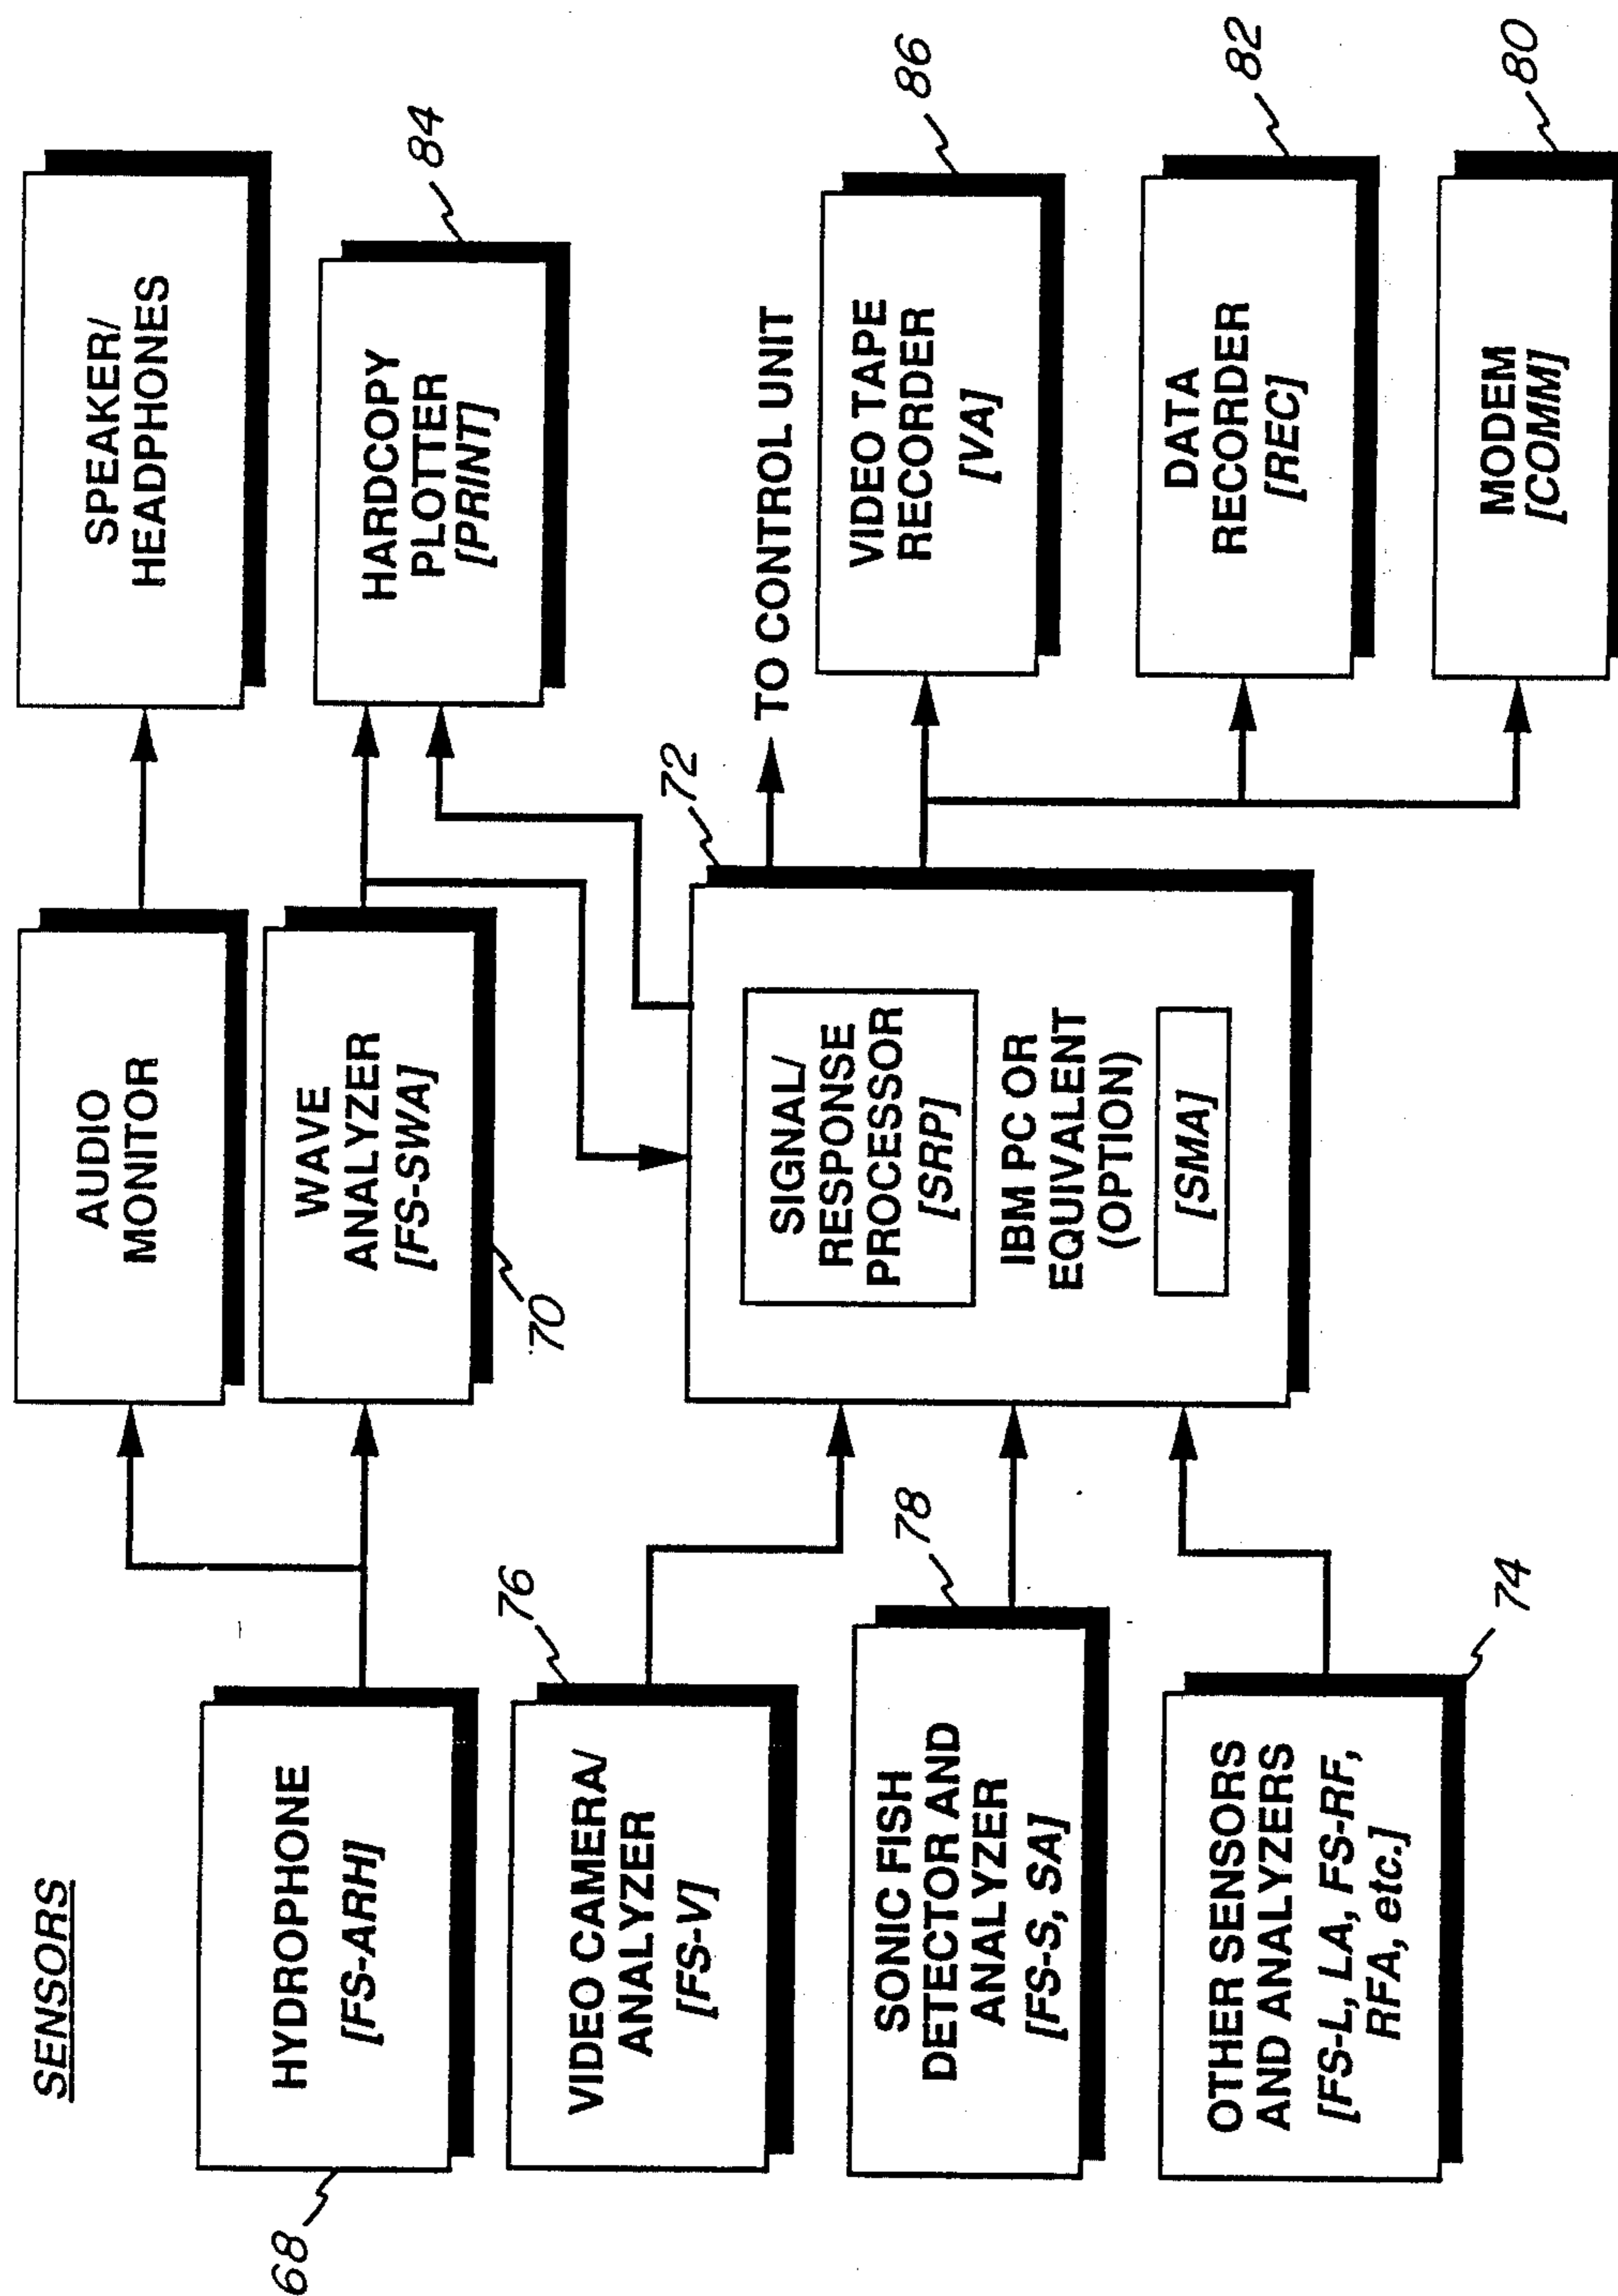 SENSORS
HYDROPHONE
[FS-ARH]
68
VIDEO CAMERA/
ANALYZER
[FS-V]
76
SONIC FISH
DETECTOR AND
ANALYZER
[FS-S, SA]
78
OTHER SENSORS
AND ANALYZERS
[FS-L, LA, FS-RF,
RFA, etc.]
74
AUDIO
MONITOR
WAVE
ANALYZER
[FS-SWA]
70
SIGNAL/
RESPONSE
PROCESSOR
[SRP]
IBM PC OR
EQUIVALENT
(OPTION)
[SMA]
72
SPEAKER/
HEADPHONES
HARDCOPY
PLOTTER
[PRINT]
84
TO CONTROL UNIT
VIDEO TAPE
RECORDER
[VA]
86
DATA
RECORDER
[REC]
82
MODEM
[COMM]
80